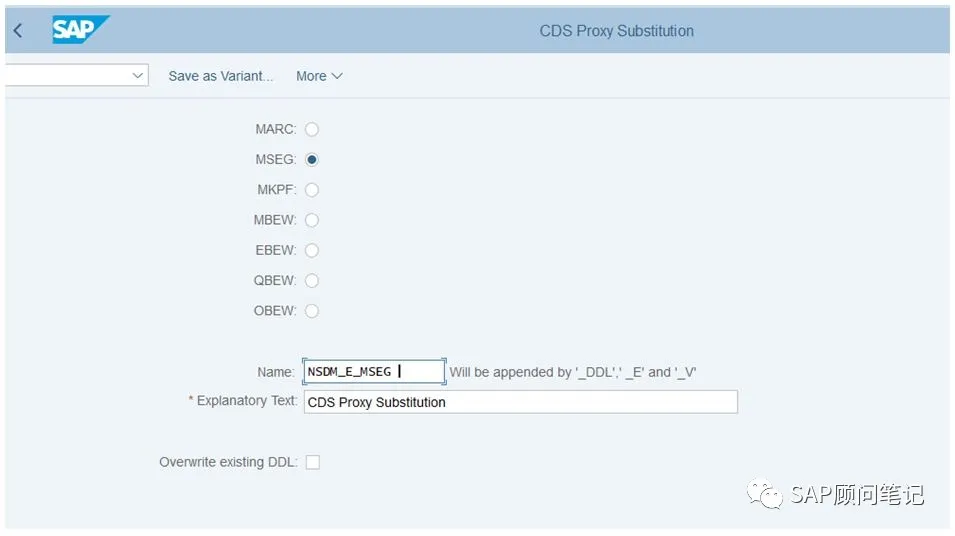 SAP CDS Proxy Substitution
Save as Variant... More
MARC:
MSEG:
MKPF:
MBEW:
EBEW:
QBEW:
OBEW:
Name: NSDM_E_MSEG Will be appended by '_DDL',' _E' and '_V'
* Explanatory Text: CDS Proxy Substitution
Overwrite existing DDL:
SAP顾问笔记